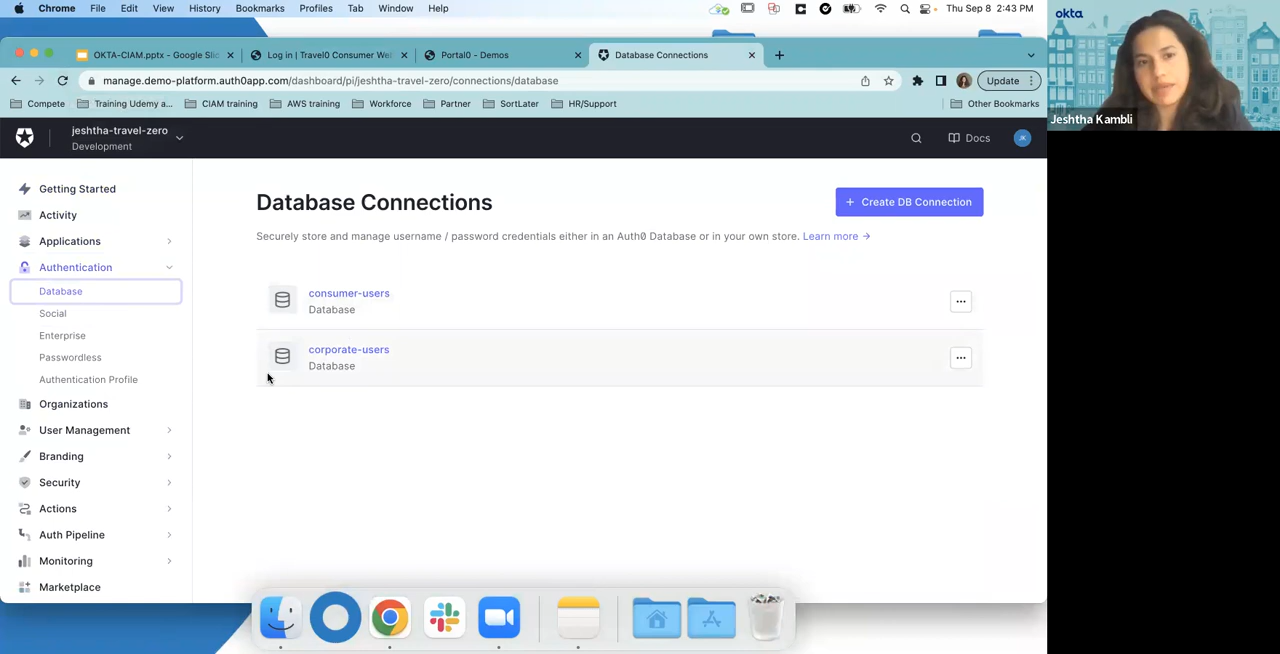 Chrome File Edit View History Bookmarks Profiles Tab Window Help Thu Sep 8 2:43 PM
OKTA-CIAM.pptx - Google Slic
Log in | Travel0 Consumer We
Portal0 - Demos
Database Connections
manage.demo-platform.auth0app.com/dashboard/pi/jeshtha-travel-zero/connections/database
Update
Compete Training Udemy a... CIAM training AWS training Workforce Partner SortLater HR/Support Other Bookmarks
jeshtha-travel-zero
Development
Docs
JK
Getting Started
Activity
Applications
Authentication
Database
Social
Enterprise
Passwordless
Authentication Profile
Organizations
User Management
Branding
Security
Actions
Auth Pipeline
Monitoring
Marketplace
Database Connections
+ Create DB Connection
Securely store and manage username / password credentials either in an Auth0 Database or in your own store. Learn more →
consumer-users
Database
corporate-users
Database
okta
Jeshtha Kambli